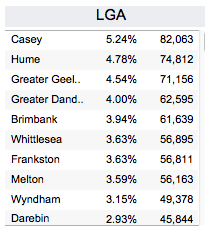 LGA
Casey 5.24% 82,063
Hume 4.78% 74,812
Greater Geel.. 4.54% 71,156
Greater Dand.. 4.00% 62,595
Brimbank 3.94% 61,639
Whittlesea 3.63% 56,895
Frankston 3.63% 56,811
Melton 3.59% 56,163
Wyndham 3.15% 49,378
Darebin 2.93% 45,844